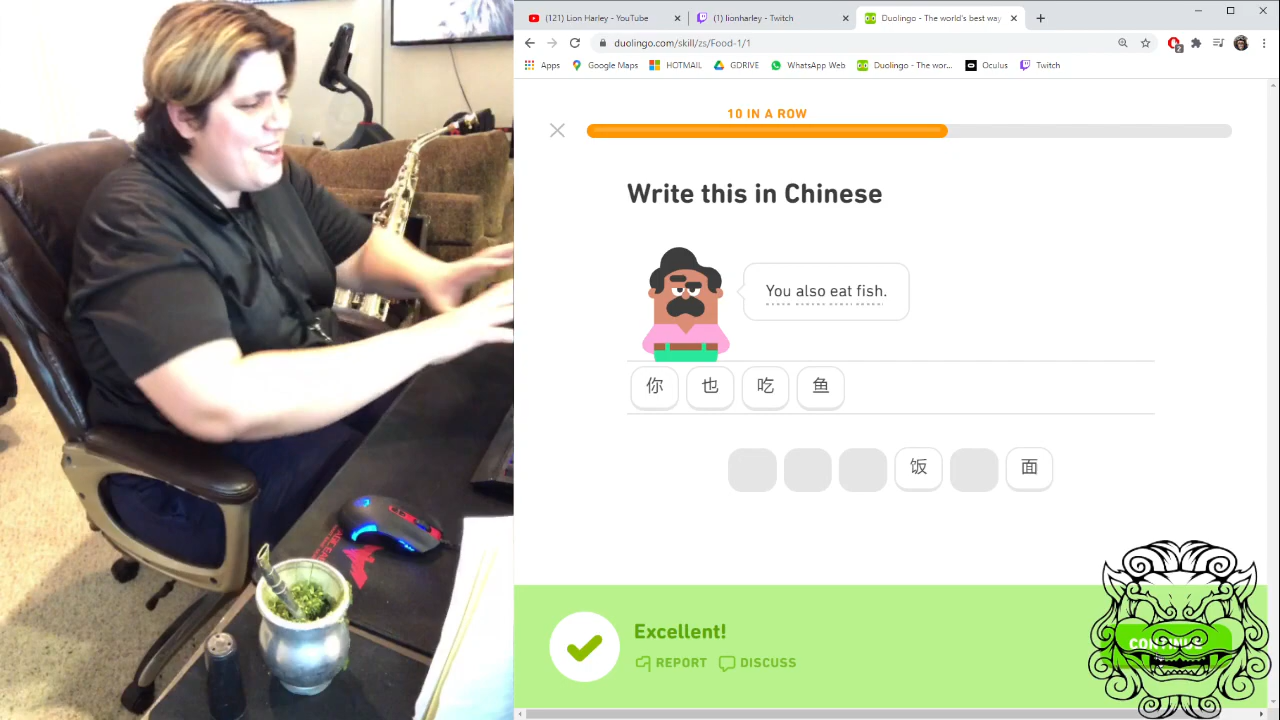 (121) Lion Harley - YouTube
(1) lionharley - Twitch
Duolingo - The world's best way
duolingo.com/skill/zs/Food-1/1
Apps
Google Maps
HOTMAIL
GDRIVE
WhatsApp Web
Duolingo - The wor...
Oculus
Twitch
10 IN A ROW
Write this in Chinese
You also eat fish.
你 也 吃 鱼
饭 面
Excellent!
REPORT
DISCUSS
CONTINUE